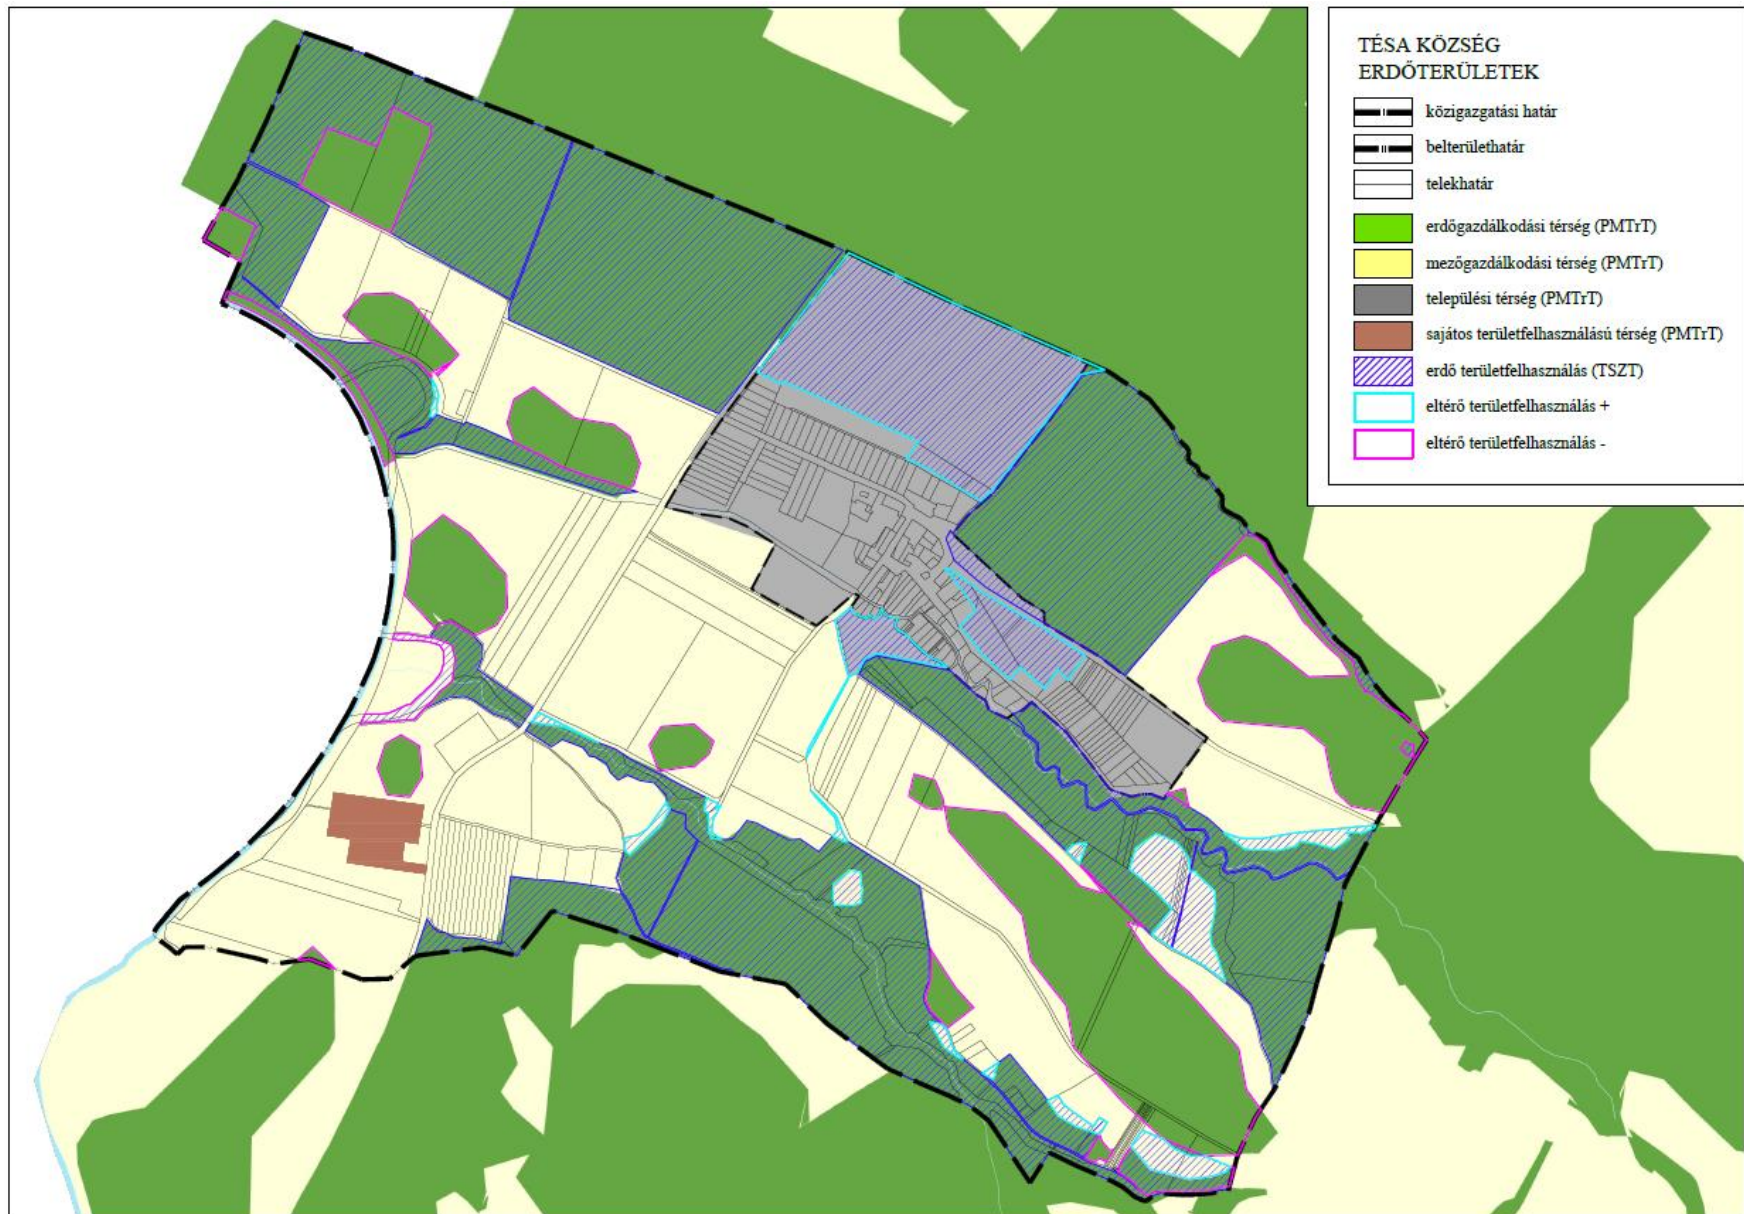 TÉSA KÖZSÉG
ERDŐTERÜLETEK
közigazgatási határ
belterülethatár
telekhatár
erdőgazdálkodási térség (PMTrT)
mezőgazdálkodási térség (PMTrT)
települési térség (PMTrT)
sajátos területfelhasználású térség (PMTrT)
erdő területfelhasználás (TSZT)
eltérő területfelhasználás +
eltérő területfelhasználás -